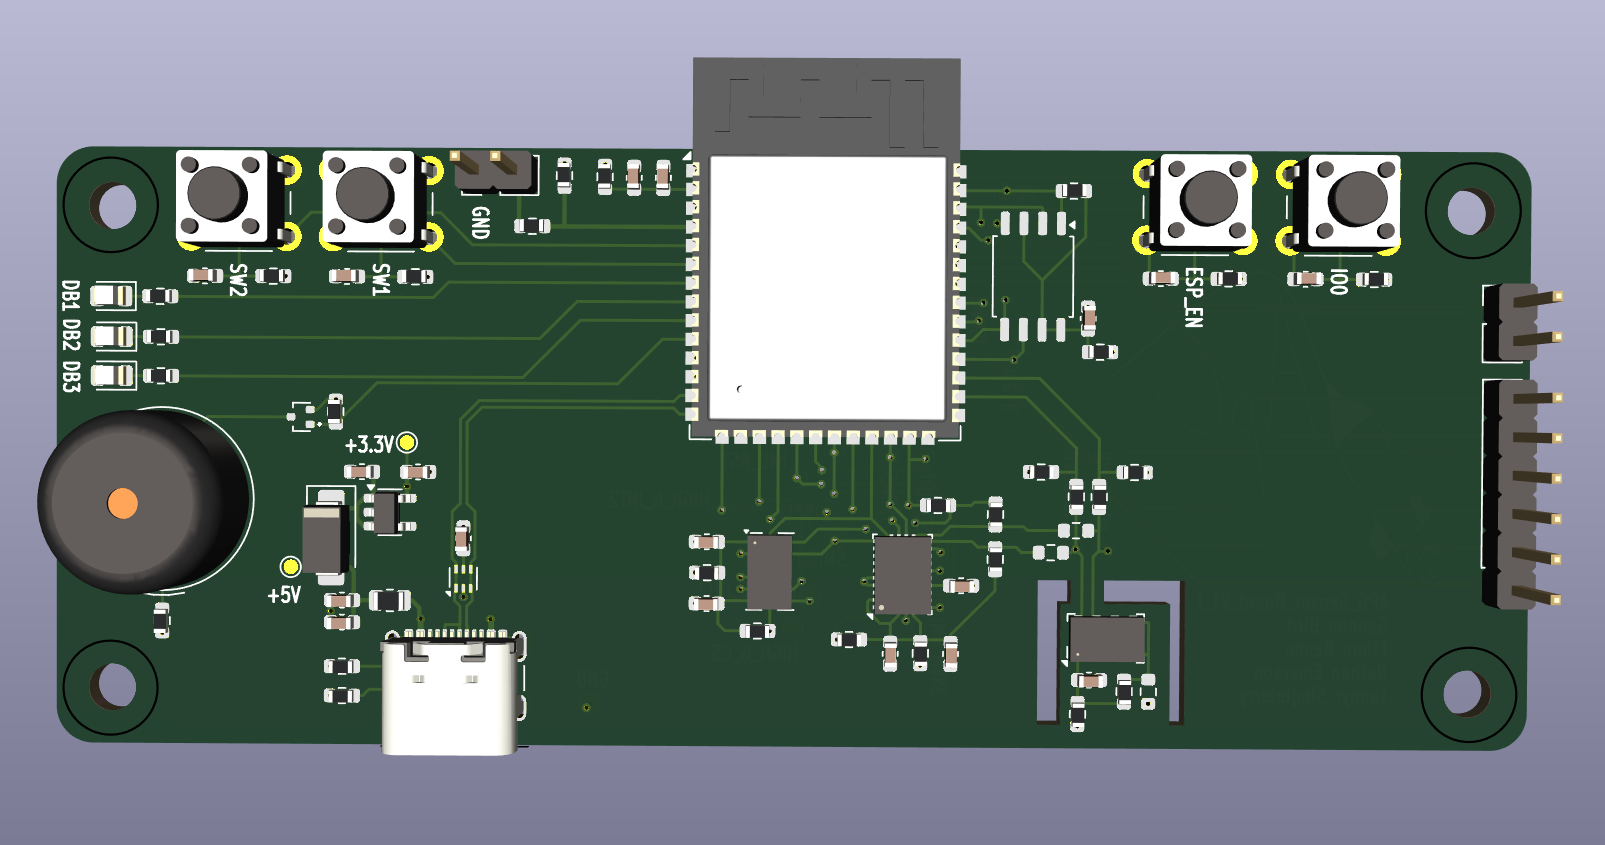 GND
SW2
SW1
ESP_EN
IO0
DB1
DB2
DB3
+3.3V
+5V